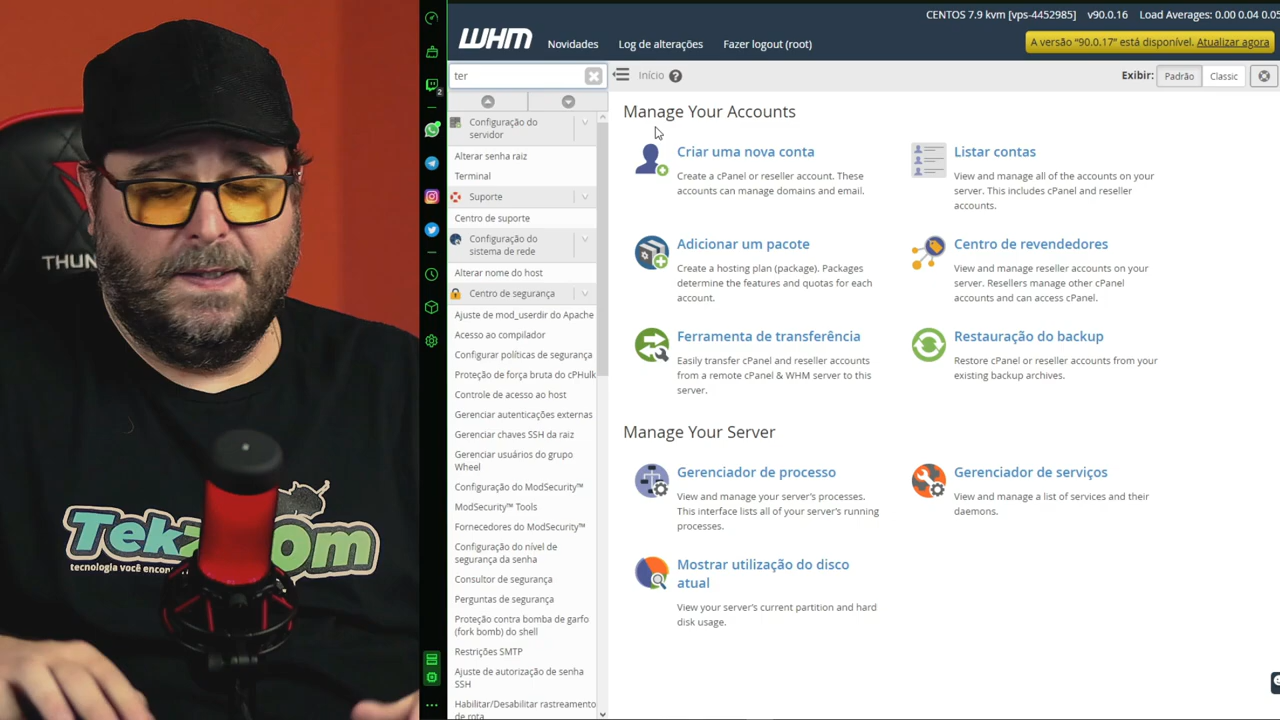 THUN
Tek
om
tecnologia você encon
WHM
Novidades
Log de alterações
Fazer logout (root)
CENTOS 7.9 kvm [vps-4452985] v90.0.16 Load Averages: 0.00 0.04 0.05
A versão “90.0.17” está disponível. Atualizar agora
ter
Início
Exibir:
Padrão
Classic
Configuração do
servidor
Alterar senha raiz
Terminal
Suporte
Centro de suporte
Configuração do
sistema de rede
Alterar nome do host
Centro de segurança
Ajuste de mod_userdir do Apache
Acesso ao compilador
Configurar políticas de segurança
Proteção de força bruta do cPHulk
Controle de acesso ao host
Gerenciar autenticações externas
Gerenciar chaves SSH da raiz
Gerenciar usuários do grupo
Wheel
Configuração do ModSecurity™
ModSecurity™ Tools
Fornecedores do ModSecurity™
Configuração do nível de
segurança da senha
Consultor de segurança
Perguntas de segurança
Proteção contra bomba de garfo
(fork bomb) do shell
Restrições SMTP
Ajuste de autorização de senha
SSH
Habilitar/Desabilitar rastreamento
de rota
Manage Your Accounts
Criar uma nova conta
Create a cPanel or reseller account. These
accounts can manage domains and email.
Listar contas
View and manage all of the accounts on your
server. This includes cPanel and reseller
accounts.
Adicionar um pacote
Create a hosting plan (package). Packages
determine the features and quotas for each
account.
Centro de revendedores
View and manage reseller accounts on your
server. Resellers manage other cPanel
accounts and can access cPanel.
Ferramenta de transferência
Easily transfer cPanel and reseller accounts
from a remote cPanel & WHM server to this
server.
Restauração do backup
Restore cPanel or reseller accounts from your
existing backup archives.
Manage Your Server
Gerenciador de processo
View and manage your server's processes.
This interface lists all of your server's running
processes.
Gerenciador de serviços
View and manage a list of services and their
daemons.
Mostrar utilização do disco
atual
View your server's current partition and hard
disk usage.